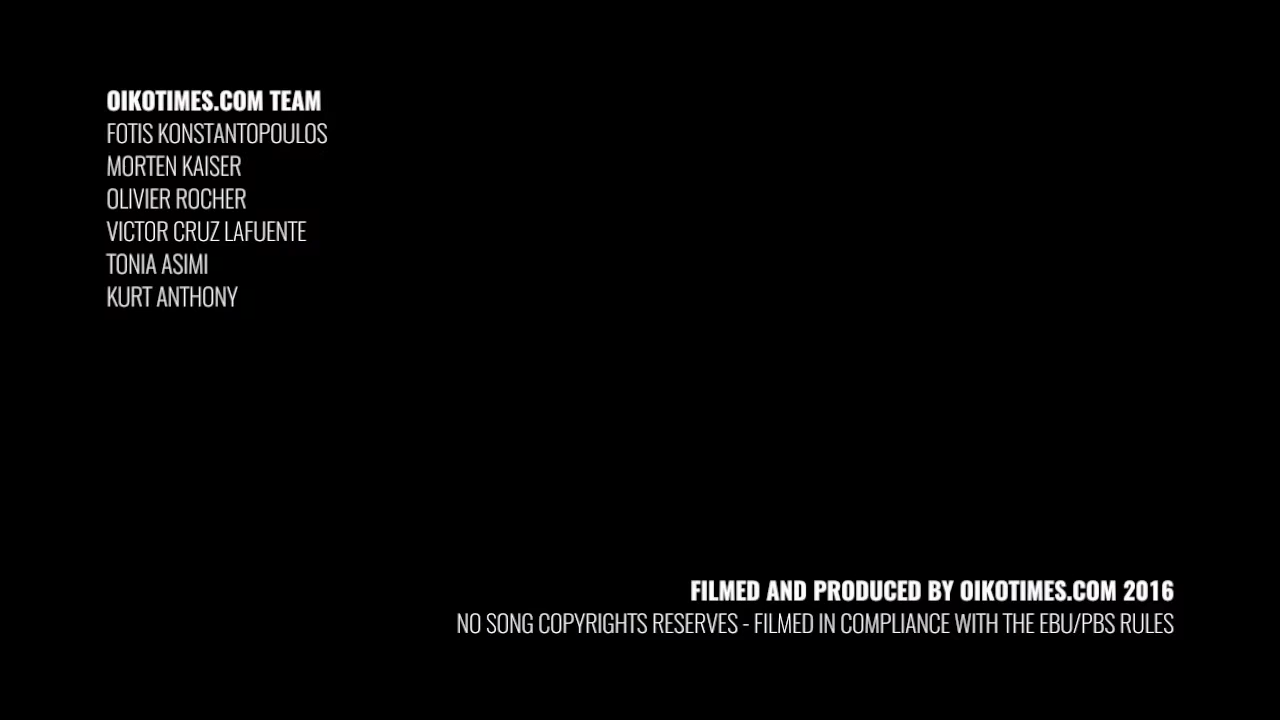 OIKOTIMES.COM TEAM
FOTIS KONSTANTOPOULOS
MORTEN KAISER
OLIVIER ROCHER
VICTOR CRUZ LAFUENTE
TONIA ASIMI
KURT ANTHONY
FILMED AND PRODUCED BY OIKOTIMES.COM 2016
NO SONG COPYRIGHTS RESERVES - FILMED IN COMPLIANCE WITH THE EBU/PBS RULES